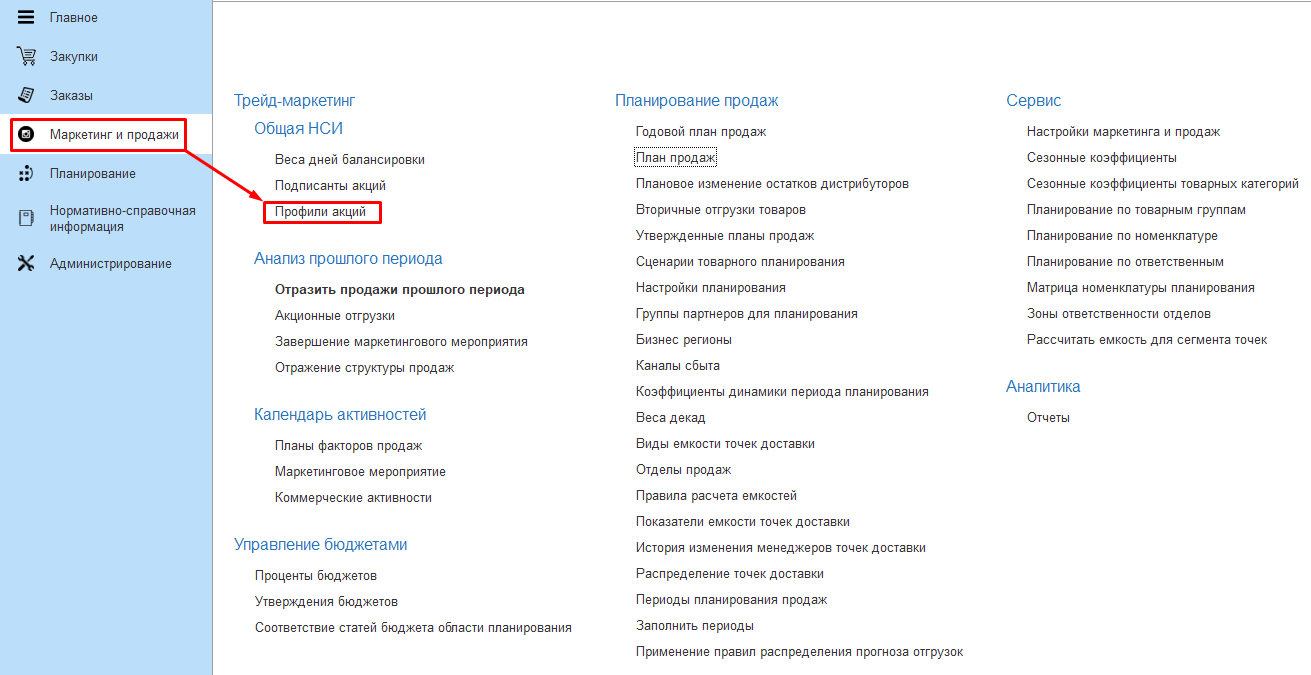 Главное
Закупки
Заказы
Маркетинг и продажи
Планирование
Нормативно-справочная
информация
Администрирование
Трейд-маркетинг
Общая НСИ
Веса дней балансировки
Подписанты акций
Профили акций
Анализ прошлого периода
Отразить продажи прошлого периода
Акционные отгрузки
Завершение маркетингового мероприятия
Отражение структуры продаж
Календарь активностей
Планы факторов продаж
Маркетинговое мероприятие
Коммерческие активности
Управление бюджетами
Проценты бюджетов
Утверждения бюджетов
Соответствие статей бюджета области планирования
Планирование продаж
Годовой план продаж
План продаж
Плановое изменение остатков дистрибуторов
Вторичные отгрузки товаров
Утвержденные планы продаж
Сценарии товарного планирования
Настройки планирования
Группы партнеров для планирования
Бизнес регионы
Каналы сбыта
Коэффициенты динамики периода планирования
Веса декад
Виды емкости точек доставки
Отделы продаж
Правила расчета емкостей
Показатели емкости точек доставки
История изменения менеджеров точек доставки
Распределение точек доставки
Периоды планирования продаж
Заполнить периоды
Применение правил распределения прогноза отгрузок
Сервис
Настройки маркетинга и продаж
Сезонные коэффициенты
Сезонные коэффициенты товарных категорий
Планирование по товарным группам
Планирование по номенклатуре
Планирование по ответственным
Матрица номенклатуры планирования
Зоны ответственности отделов
Рассчитать емкость для сегмента точек
Аналитика
Отчеты